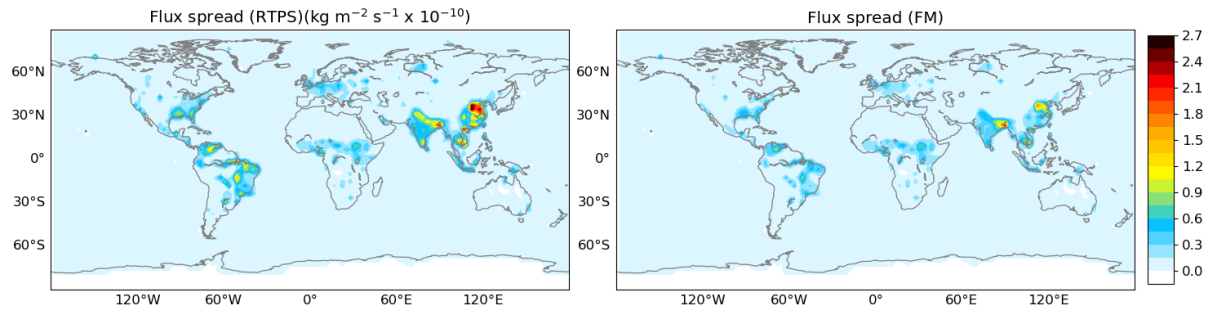 Flux spread (RTPS)(kg m⁻² s⁻¹ x 10⁻¹⁰)
Flux spread (FM)
60°N
30°N
0°
30°S
60°S
120°W 60°W 0° 60°E 120°E
60°N
30°N
0°
30°S
60°S
120°W 60°W 0° 60°E 120°E
2.7
2.4
2.1
1.8
1.5
1.2
0.9
0.6
0.3
0.0